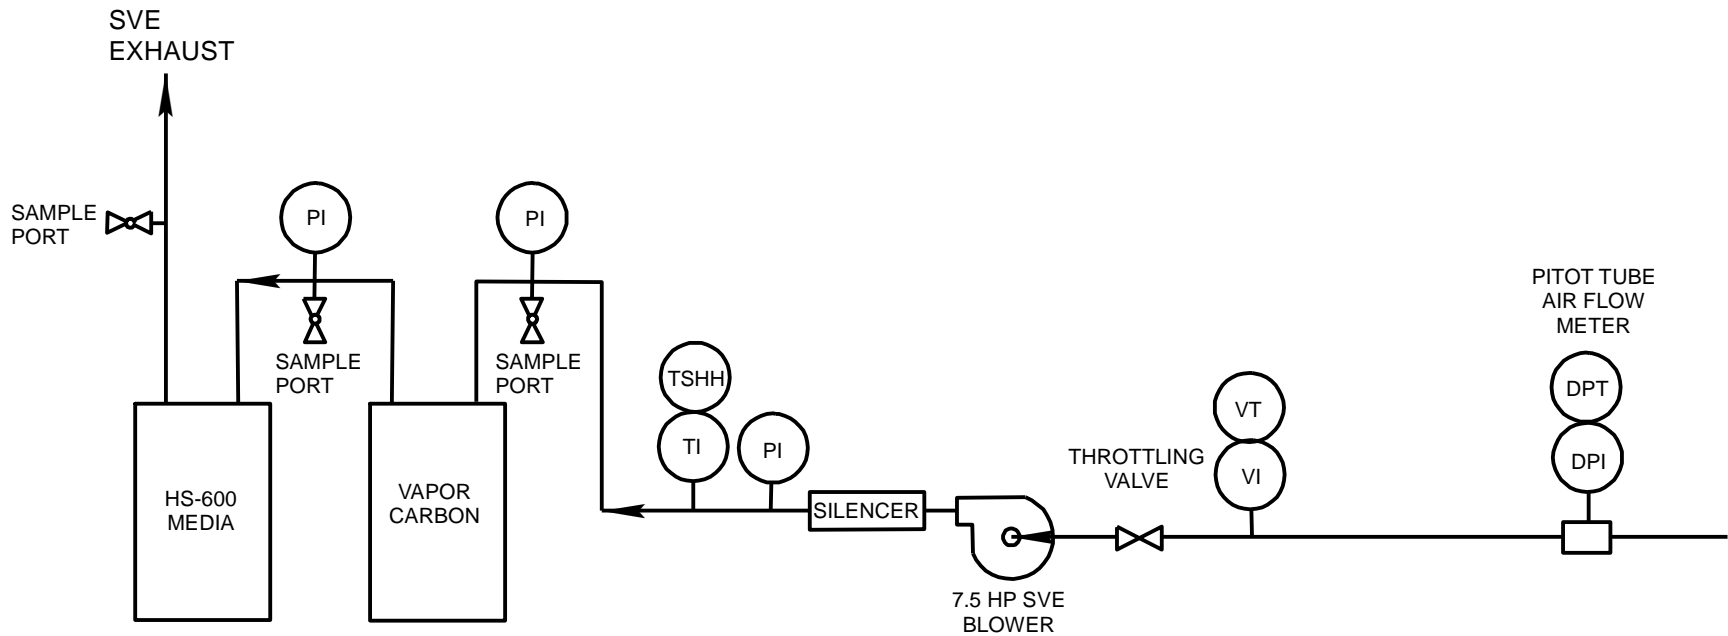 SVE
EXHAUST
SAMPLE
PORT
PI
PI
SAMPLE
PORT
SAMPLE
PORT
HS-600
MEDIA
VAPOR
CARBON
TSHH
TI
PI
SILENCER
7.5 HP SVE
BLOWER
THROTTLING
VALVE
VT
VI
PITOT TUBE
AIR FLOW
METER
DPT
DPI